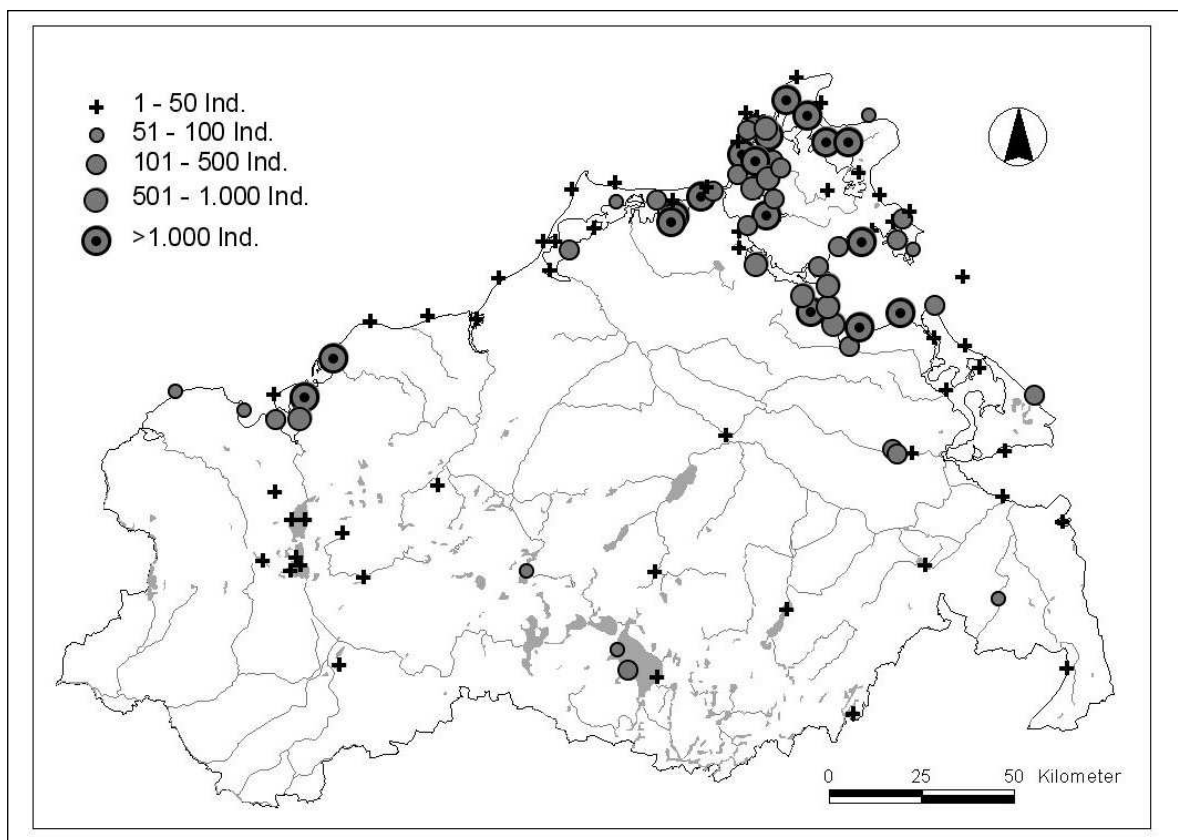 1 - 50 Ind.
51 - 100 Ind.
101 - 500 Ind.
501 - 1.000 Ind.
>1.000 Ind.
0 25 50 Kilometer